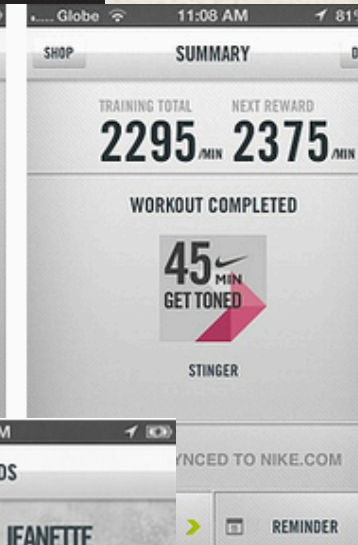 Globe 11:08 AM 81%
SHOP SUMMARY
TRAINING TOTAL NEXT REWARD
2295/MIN 2375/MIN
WORKOUT COMPLETED
45 MIN
GET TONED
STINGER
YNCED TO NIKE.COM
REMINDER
M
DS
JEANETTE